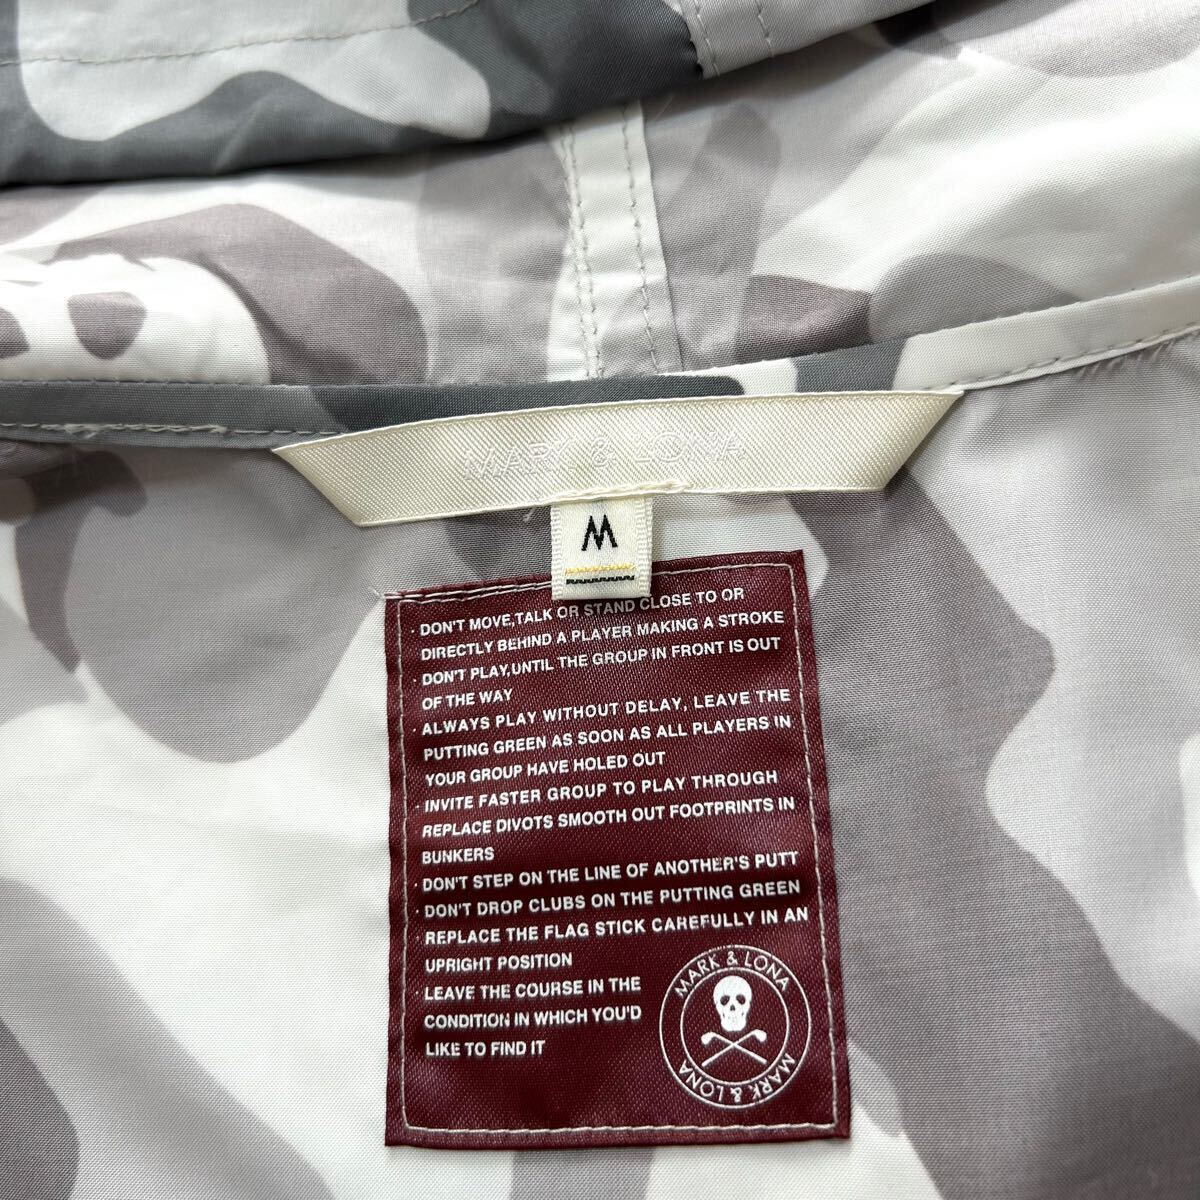 MARK & LONA
M
· DON'T MOVE,TALK OR STAND CLOSE TO OR
DIRECTLY BEHIND A PLAYER MAKING A STROKE
· DON'T PLAY,UNTIL THE GROUP IN FRONT IS OUT
OF THE WAY
· ALWAYS PLAY WITHOUT DELAY, LEAVE THE
PUTTING GREEN AS SOON AS ALL PLAYERS IN
YOUR GROUP HAVE HOLED OUT
· INVITE FASTER GROUP TO PLAY THROUGH
REPLACE DIVOTS SMOOTH OUT FOOTPRINTS IN
BUNKERS
· DON'T STEP ON THE LINE OF ANOTHER'S PUTT
· DON'T DROP CLUBS ON THE PUTTING GREEN
· REPLACE THE FLAG STICK CAREFULLY IN AN
UPRIGHT POSITION
· LEAVE THE COURSE IN THE
CONDITION IN WHICH YOU'D
LIKE TO FIND IT
MARK & LONA
MARK & LONA